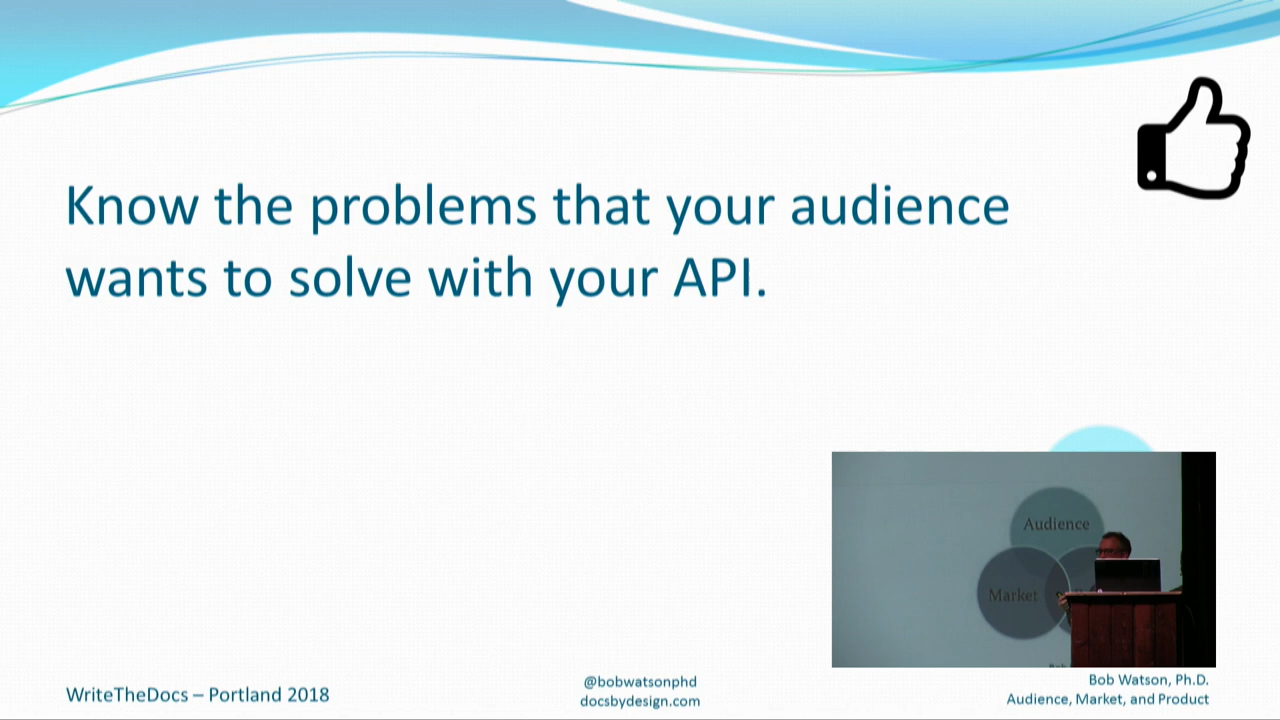 Know the problems that your audience
wants to solve with your API.
Audience
Market
WriteTheDocs – Portland 2018
@bobwatsonphd
docsbydesign.com
Bob Watson, Ph.D.
Audience, Market, and Product